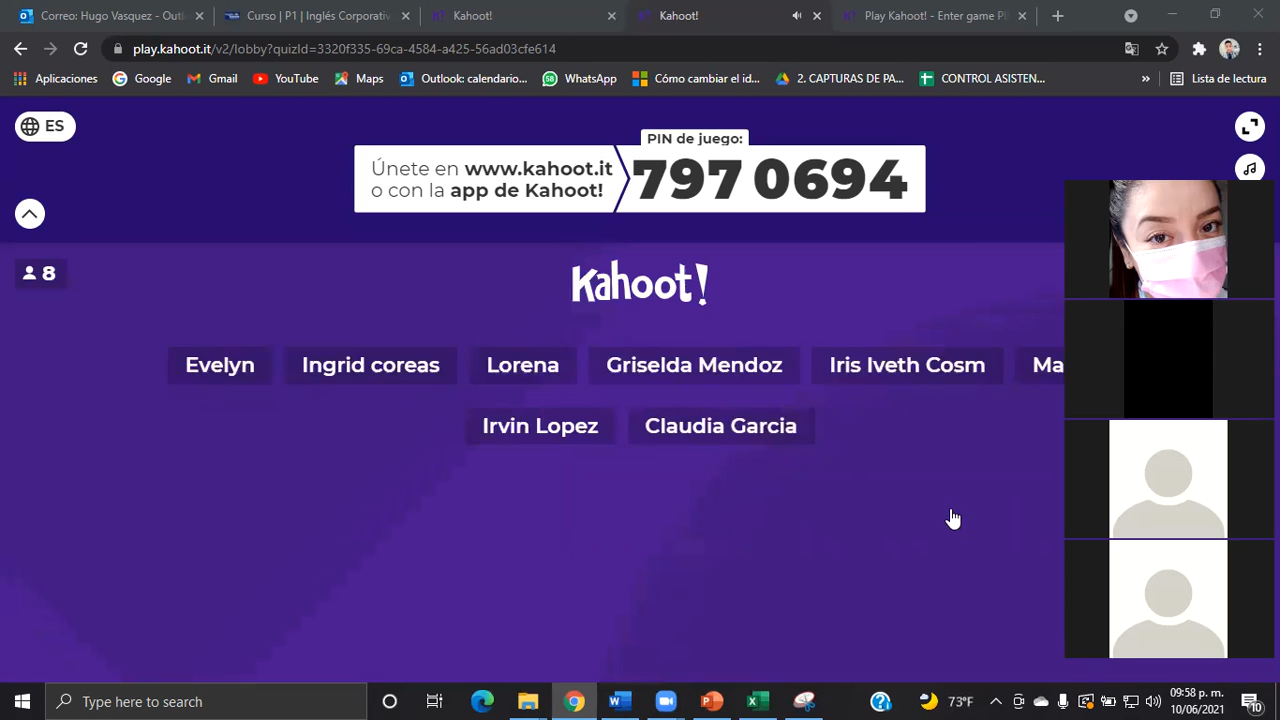 Correo: Hugo Vasquez - Outl
Curso | P1 | Inglés Corporativ
Kahoot!
Kahoot!
Play Kahoot! - Enter game PI
play.kahoot.it/v2/lobby?quizId=3320f335-69ca-4584-a425-56ad03cfe614
Aplicaciones
Google
Gmail
YouTube
Maps
Outlook: calendario...
58
WhatsApp
Cómo cambiar el id...
2. CAPTURAS DE PA...
CONTROL ASISTEN...
»
Lista de lectura
ES
PIN de juego:
Únete en www.kahoot.it
o con la app de Kahoot!
797 0694
8
Kahoot!
Evelyn
Ingrid coreas
Lorena
Griselda Mendoz
Iris Iveth Cosm
Ma
Irvin Lopez
Claudia Garcia
Type here to search
73°F
09:58 p. m.
10/06/2021
10